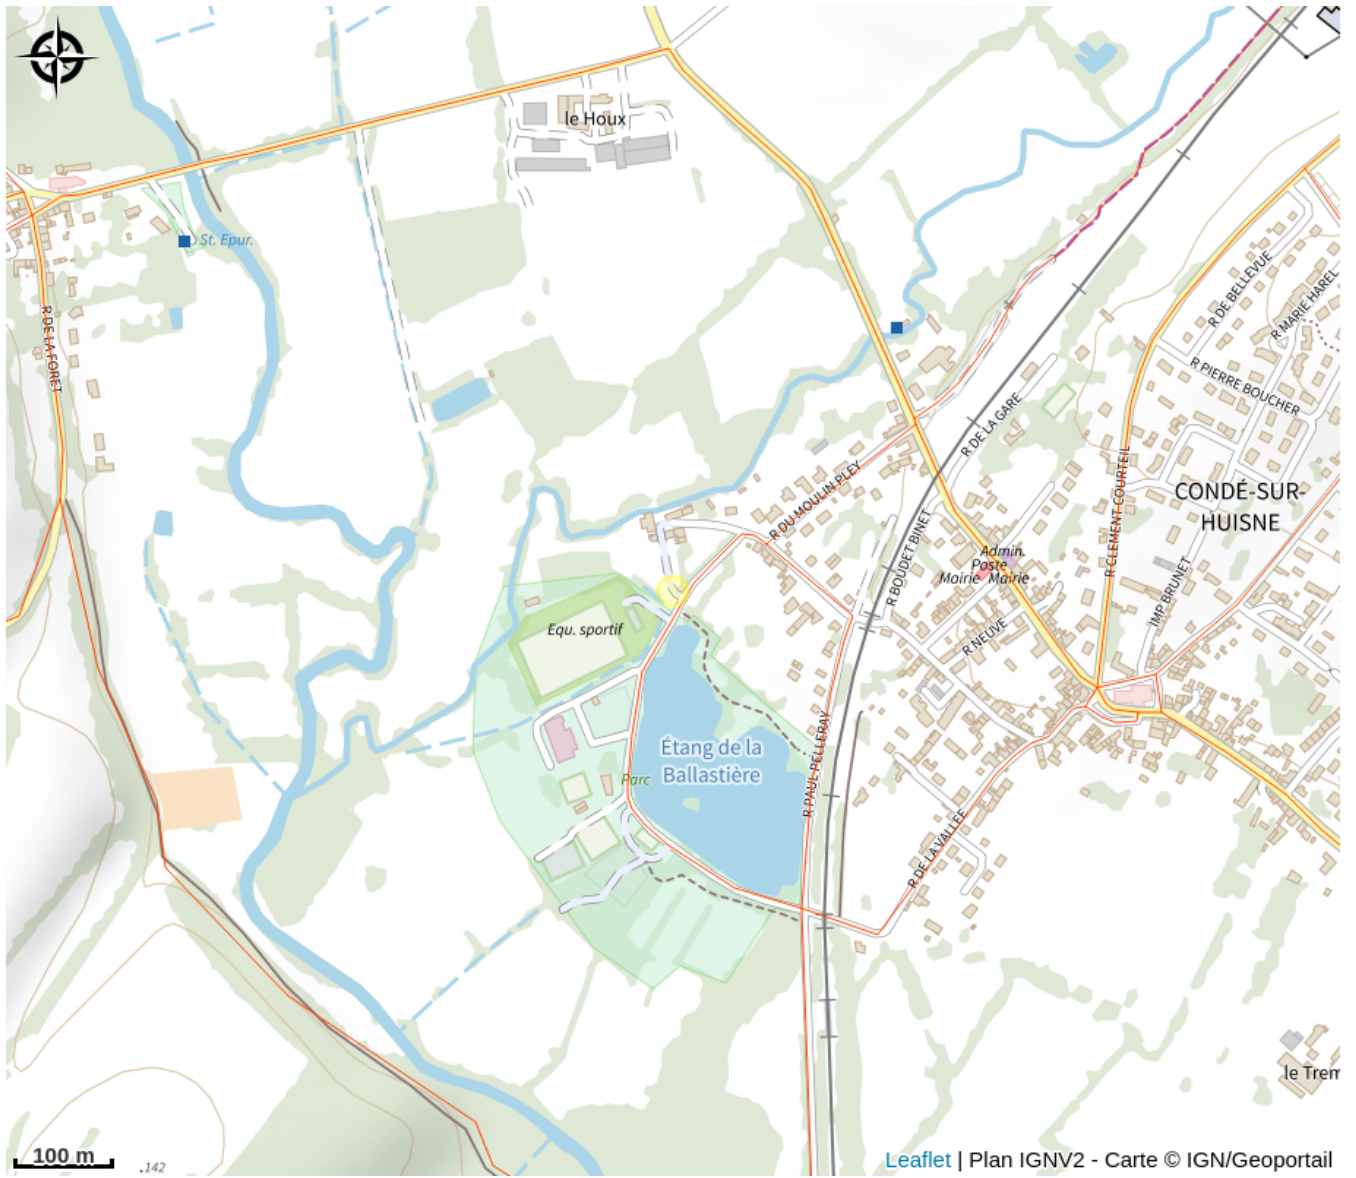 le Houx
St. Epur.
R DE BELLEVUE
R MARIE HAREL
R DE LA FORET
R PIERRE BOUCHER
R DE LA GARE
R CLEMENT COURTEIL
R DU MOULIN PLEY
CONDÉ-SUR-
HUISNE
R BOUDET BINET
Admin.
Poste
Mairie Mairie
IMP BRUNET
Equ. sportif
R NEUVE
Étang de la
Ballastière
Parc
R PAUL PELLERAY
R DE LA VALLEE
le Trem
100 m
.142
Leaflet | Plan IGNV2 - Carte © IGN/Geoportail